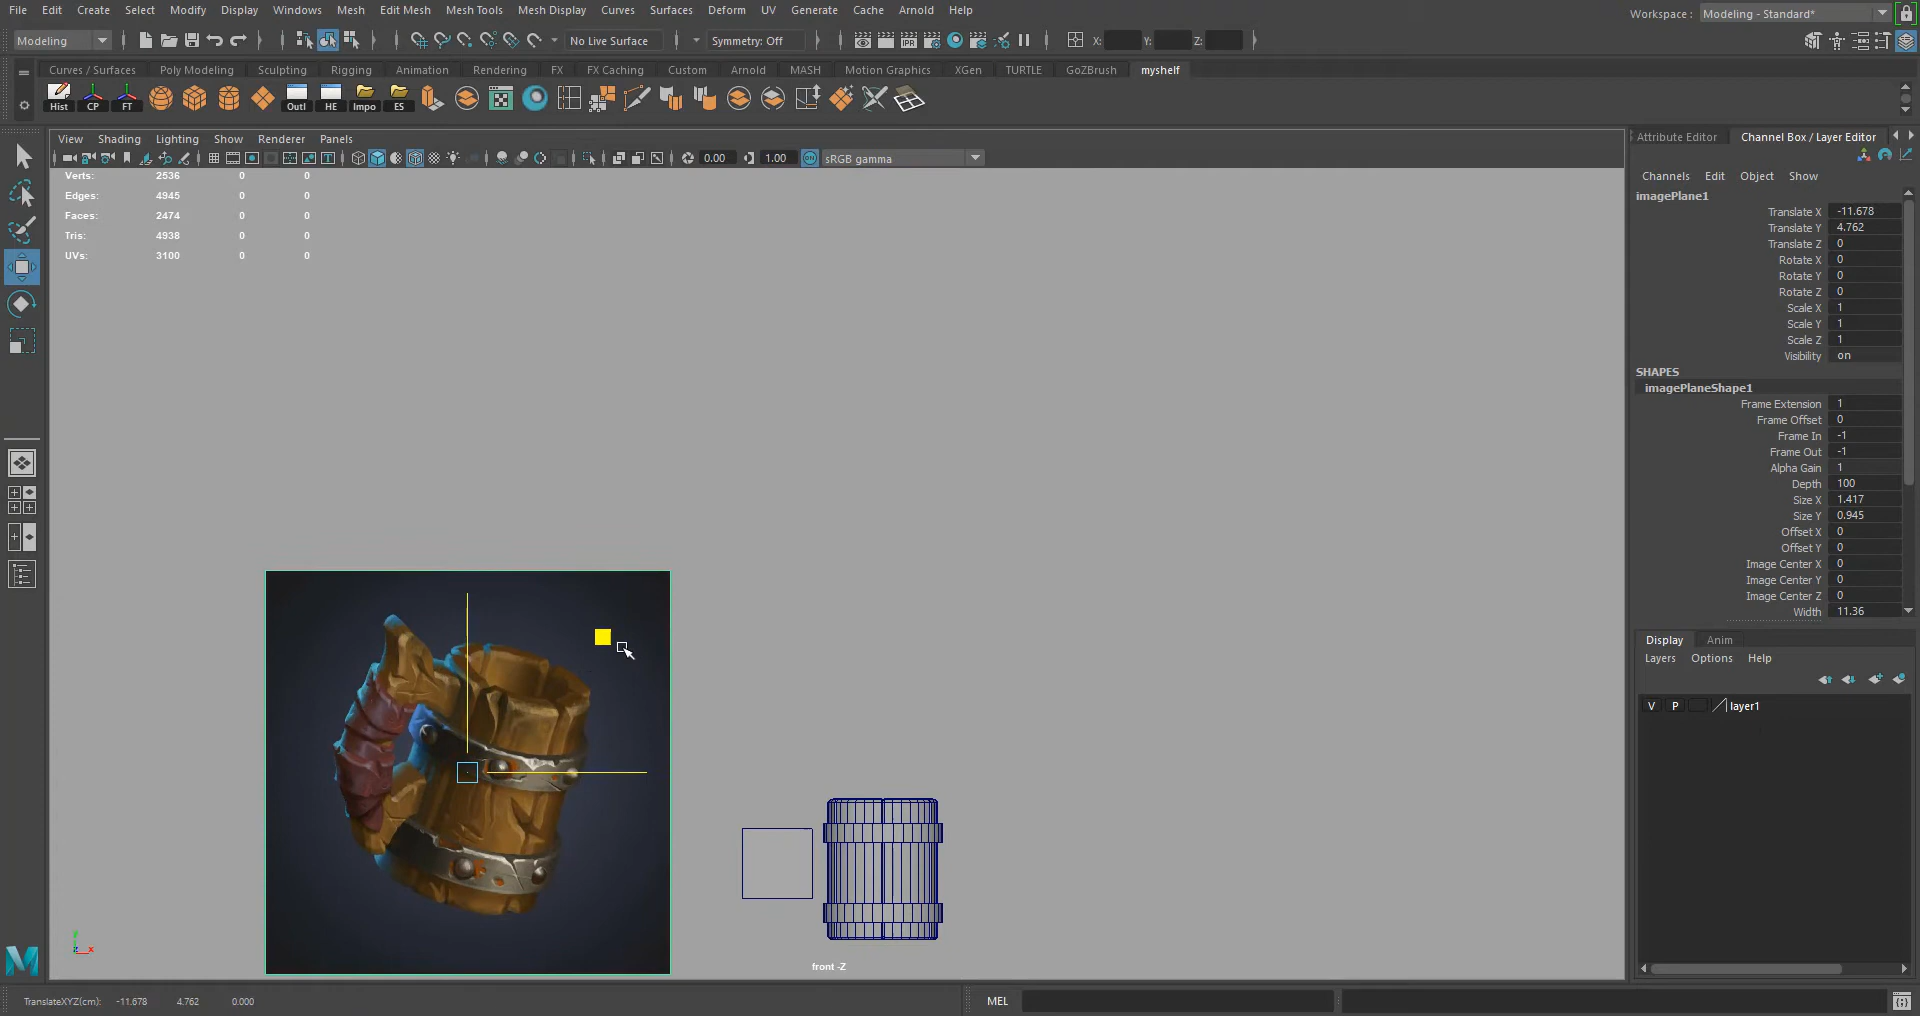 File Edit Create Select Modify Display Windows Mesh Edit Mesh Mesh Tools Mesh Display Curves Surfaces Deform UV Generate Cache Arnold Help
Workspace : Modeling - Standard*
Modeling
No Live Surface
Symmetry: Off
IPR
X:
Y:
Z:
Curves / Surfaces Poly Modeling Sculpting Rigging Animation Rendering FX FX Caching Custom Arnold MASH Motion Graphics XGen TURTLE GoZBrush myshelf
Hist CP FT Outl HE Impo ES
View Shading Lighting Show Renderer Panels
0.00
1.00
ON
sRGB gamma
Verts: 2536 0 0
Edges: 4945 0 0
Faces: 2474 0 0
Tris: 4938 0 0
UVs: 3100 0 0
front -Z
Attribute Editor
Channel Box / Layer Editor
Channels Edit Object Show
imagePlane1
Translate X -11.678
Translate Y 4.762
Translate Z 0
Rotate X 0
Rotate Y 0
Rotate Z 0
Scale X 1
Scale Y 1
Scale Z 1
Visibility on
SHAPES
imagePlaneShape1
Frame Extension 1
Frame Offset 0
Frame In -1
Frame Out -1
Alpha Gain 1
Depth 100
Size X 1.417
Size Y 0.945
Offset X 0
Offset Y 0
Image Center X 0
Image Center Y 0
Image Center Z 0
Width 11.36
Display Anim
Layers Options Help
V P layer1
TranslateXYZ(cm): -11.678 4.762 0.000
MEL